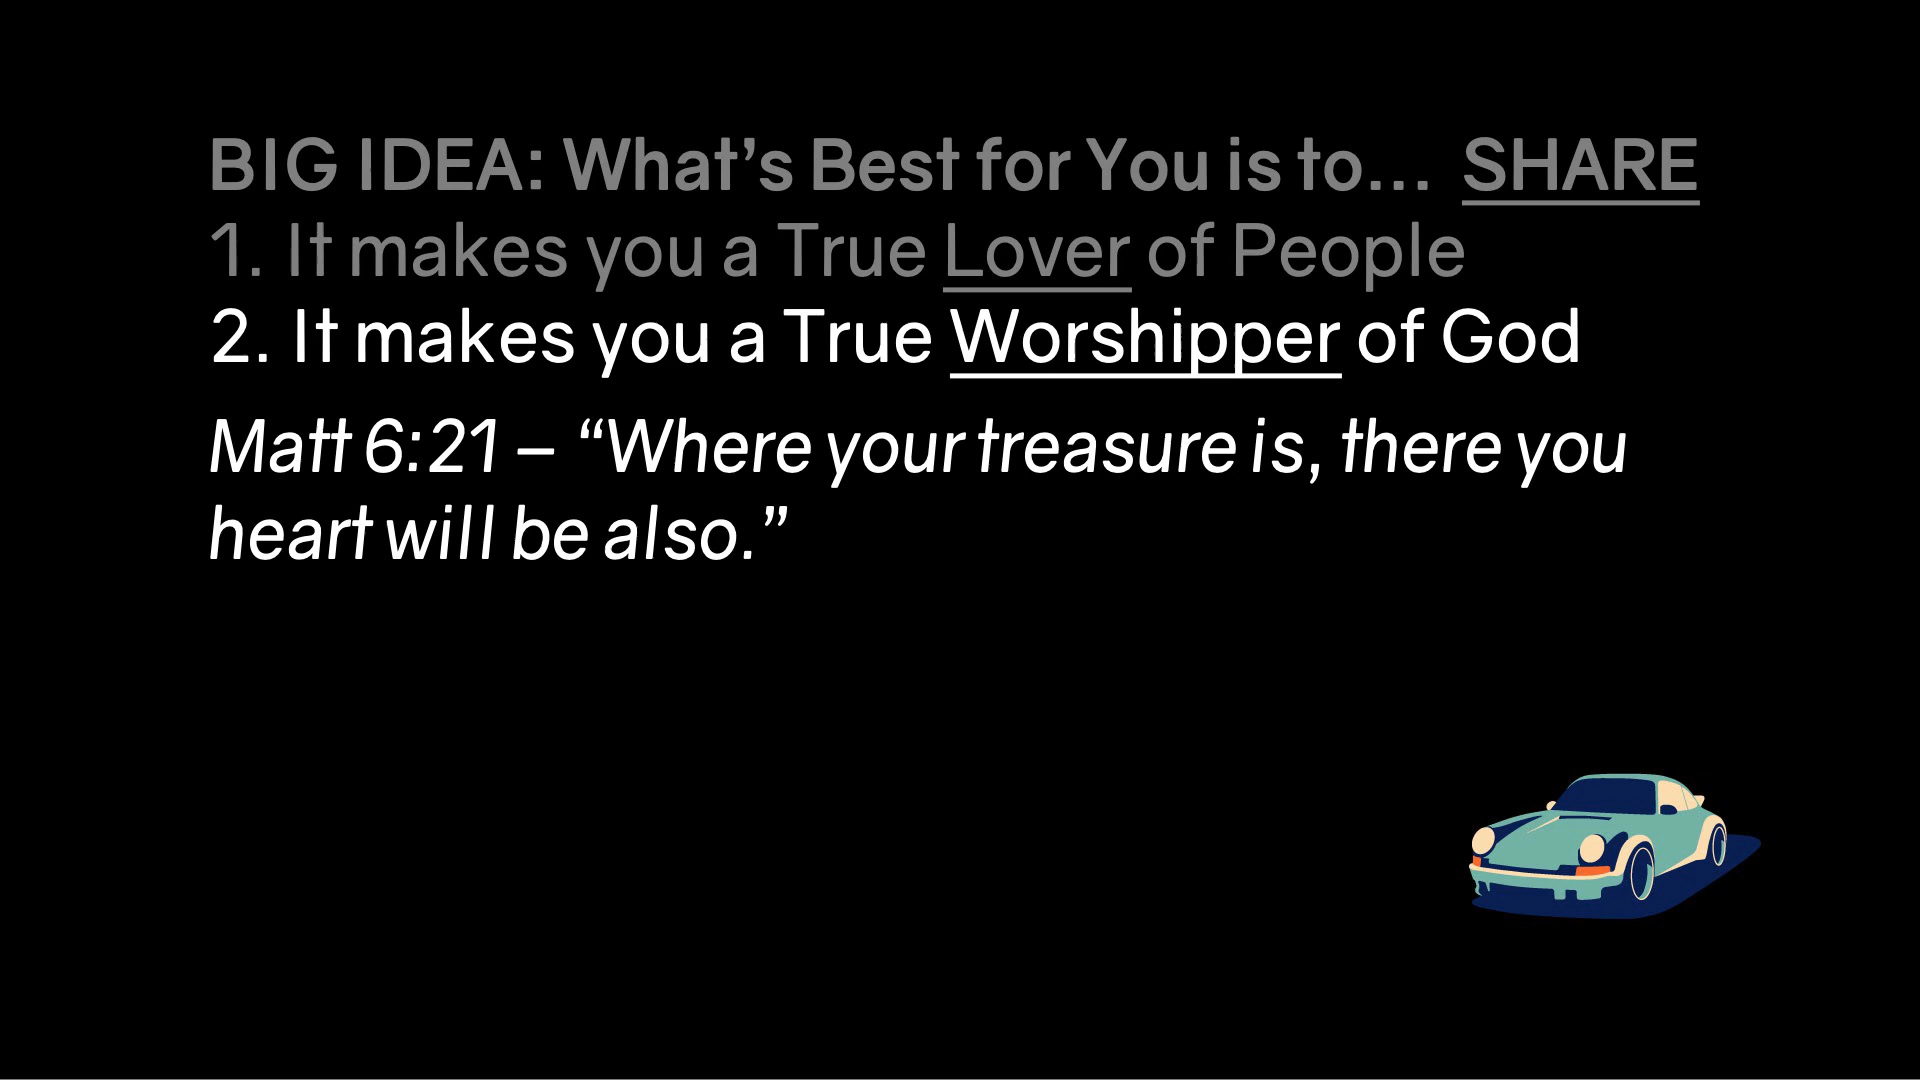 BIG IDEA: What’s Best for You is to… SHARE
1. It makes you a True Lover of People
2. It makes you a True Worshipper of God
Matt 6:21 – “Where your treasure is, there you
heart will be also.”